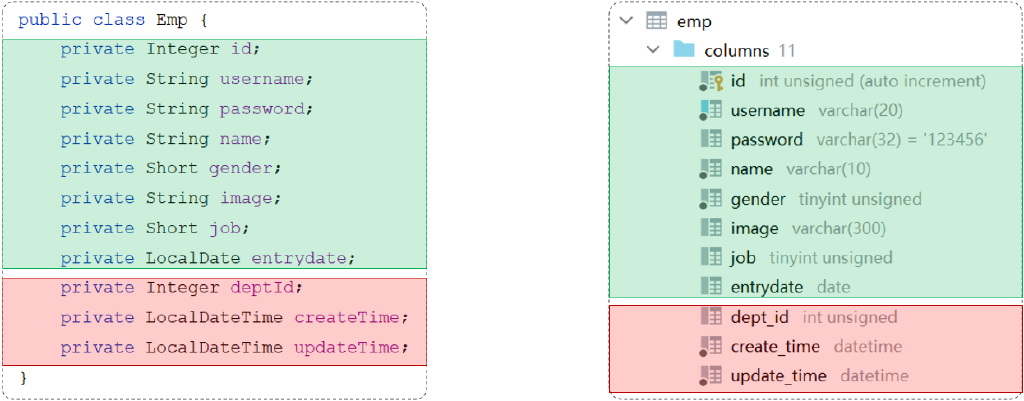 public class Emp {
private Integer id;
private String username;
private String password;
private String name;
private Short gender;
private String image;
private Short job;
private LocalDate entrydate;
private Integer deptId;
private LocalDateTime createTime;
private LocalDateTime updateTime;
}
emp
columns 11
id int unsigned (auto increment)
username varchar(20)
password varchar(32) = '123456'
name varchar(10)
gender tinyint unsigned
image varchar(300)
job tinyint unsigned
entrydate date
dept_id int unsigned
create_time datetime
update_time datetime